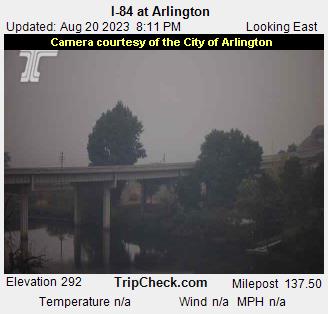 I-84 at Arlington
Updated: Aug 20 2023 8:11 PM Looking East
Camera courtesy of the City of Arlington
Elevation 292 TripCheck.com Milepost 137.50
Temperature n/a Wind n/a MPH n/a